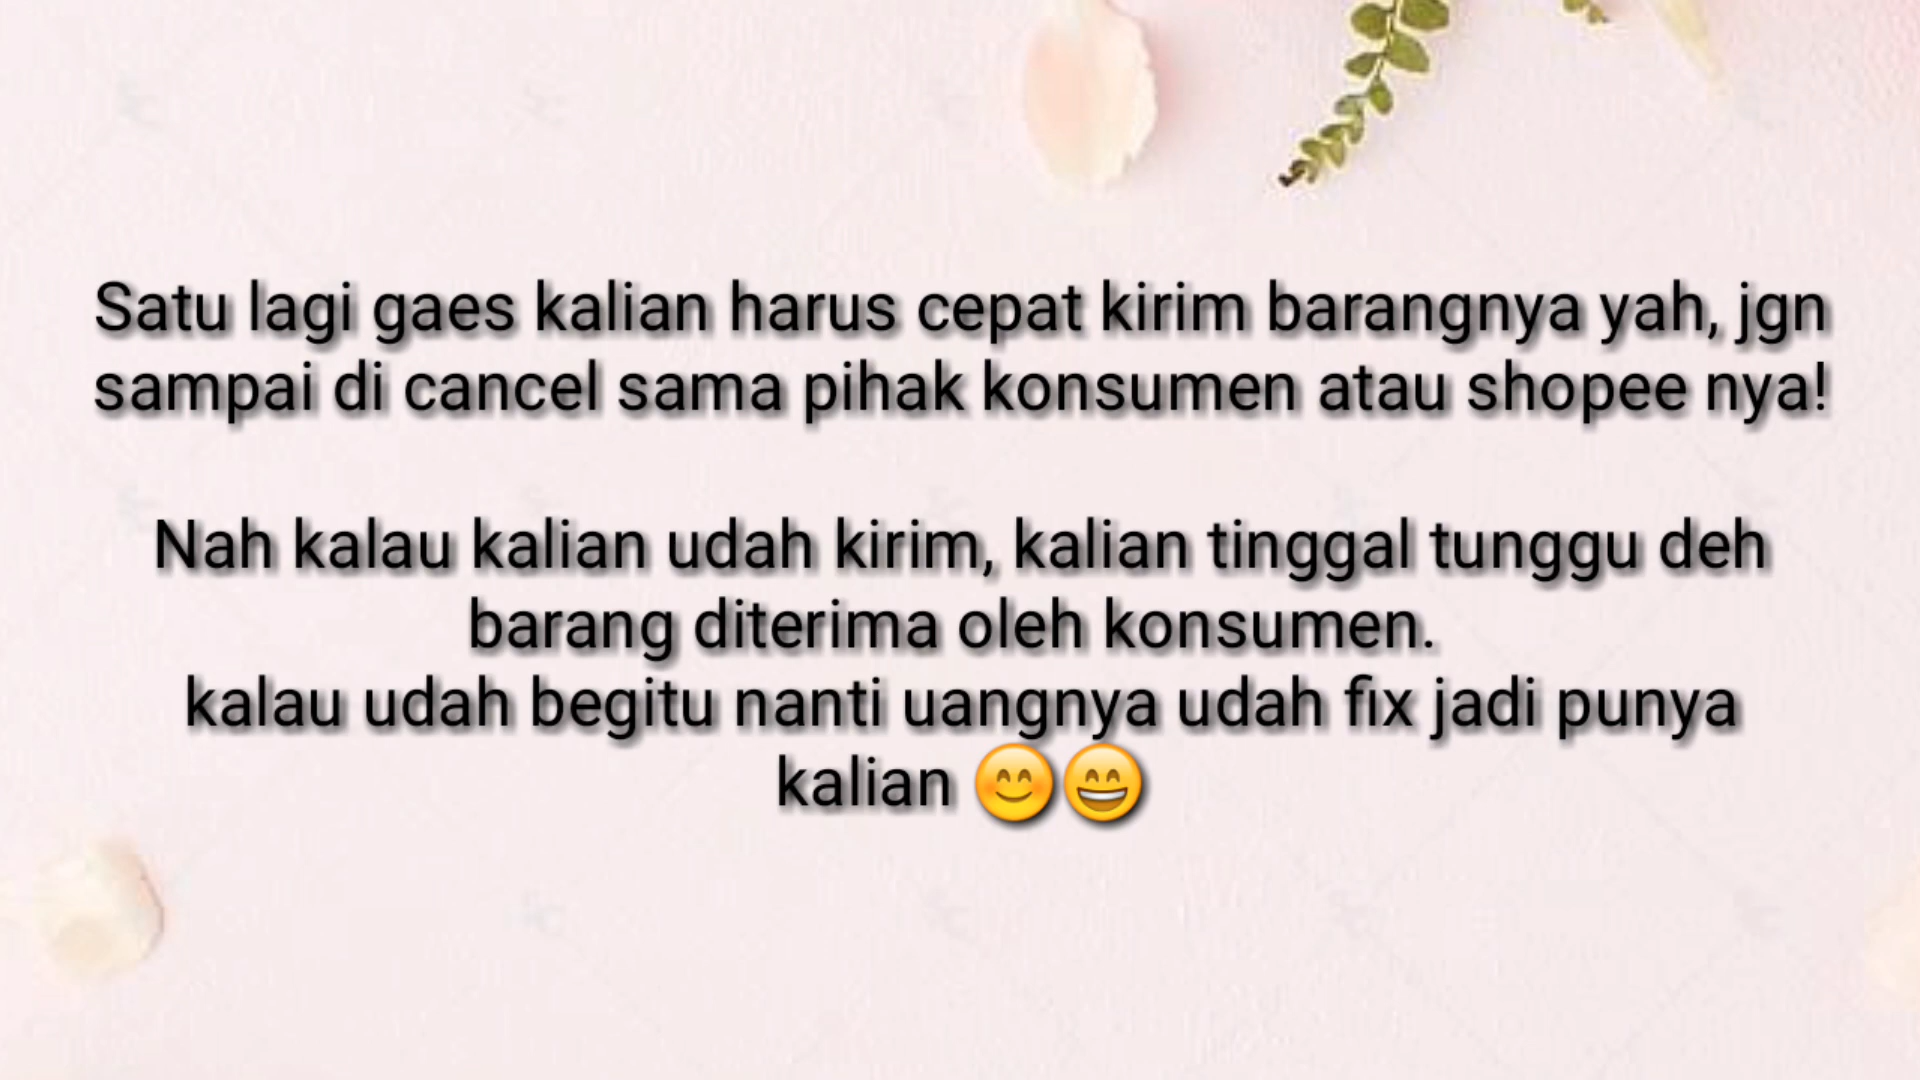 Satu lagi gaes kalian harus cepat kirim barangnya yah, jgn
sampai di cancel sama pihak konsumen atau shopee nya!
Nah kalau kalian udah kirim, kalian tinggal tunggu deh
barang diterima oleh konsumen.
kalau udah begitu nanti uangnya udah fix jadi punya
kalian 😊😄